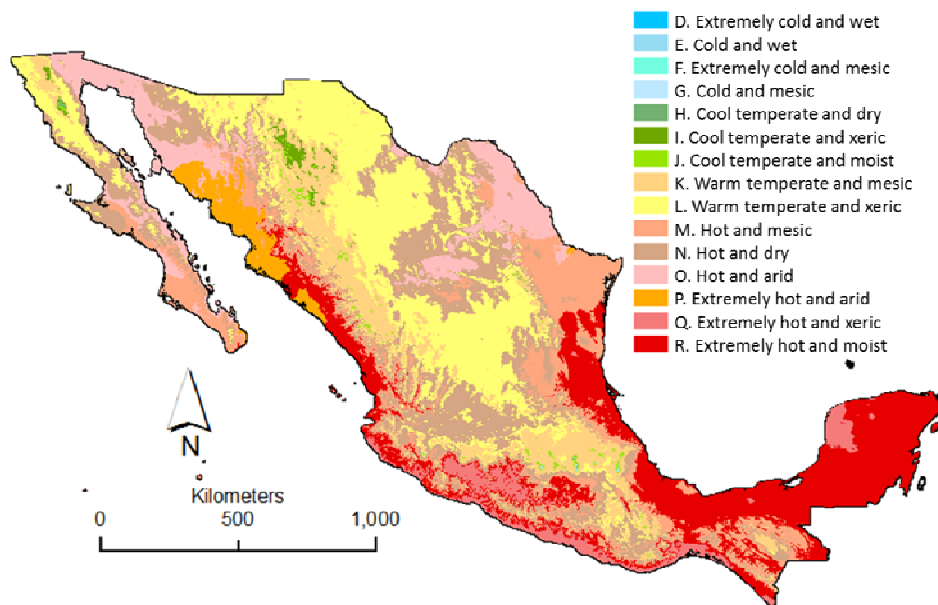 D. Extremely cold and wet
E. Cold and wet
F. Extremely cold and mesic
G. Cold and mesic
H. Cool temperate and dry
I. Cool temperate and xeric
J. Cool temperate and moist
K. Warm temperate and mesic
L. Warm temperate and xeric
M. Hot and mesic
N. Hot and dry
O. Hot and arid
P. Extremely hot and arid
Q. Extremely hot and xeric
R. Extremely hot and moist
N
Kilometers
0 500 1,000